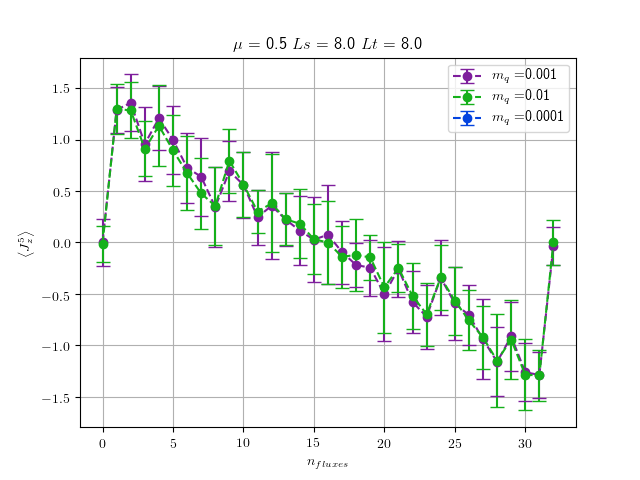 μ = 0.5 Ls = 8.0 Lt = 8.0
m_q =0.001
m_q =0.01
m_q =0.0001
1.5
1.0
0.5
0.0
−0.5
−1.0
−1.5
⟨J_z^5⟩
0 5 10 15 20 25 30
n_{fluxes}